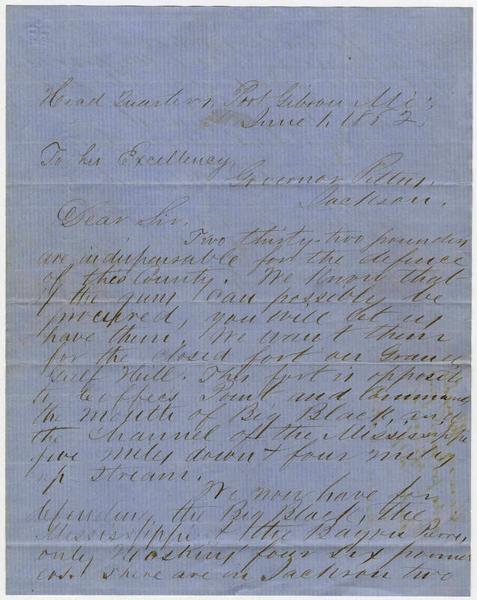 Head Quarters, Port Gibson Mi:
June 1, 1862
To his Excellency
Governor Pettus,
Jackson.
Dear Sir.
Two thirty-two pounders
are indispensable for the defence
of this County. We know that
if the guns can possibly be
procured, you will let us
have them. We want them
for the closed fort on Grand
Gulf Hill. This fort is opposite
to Coffees Point and Commands
the mouth of Big Black, and
the channel of the Mississippi
five miles down & four miles
up stream.
We now have for
defending the Big Black, the
Mississippi & the Bayou Pierre,
only four six pound-
ers. There are in Jackson two